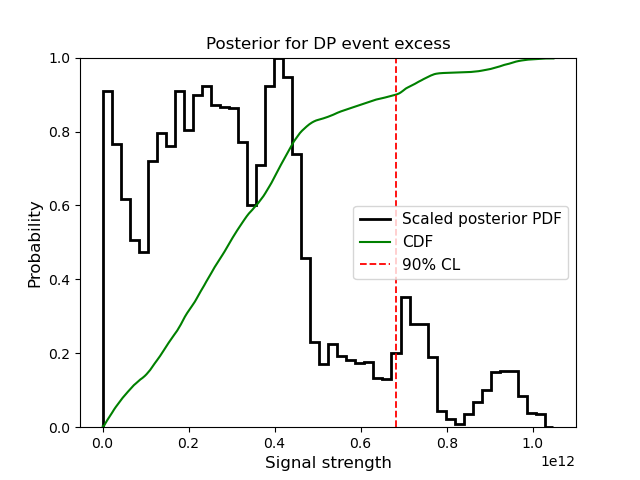 Posterior for DP event excess
Probability
1.0
0.8
0.6
0.4
0.2
0.0
Scaled posterior PDF
CDF
90% CL
0.0 0.2 0.4 0.6 0.8 1.0
1e12
Signal strength